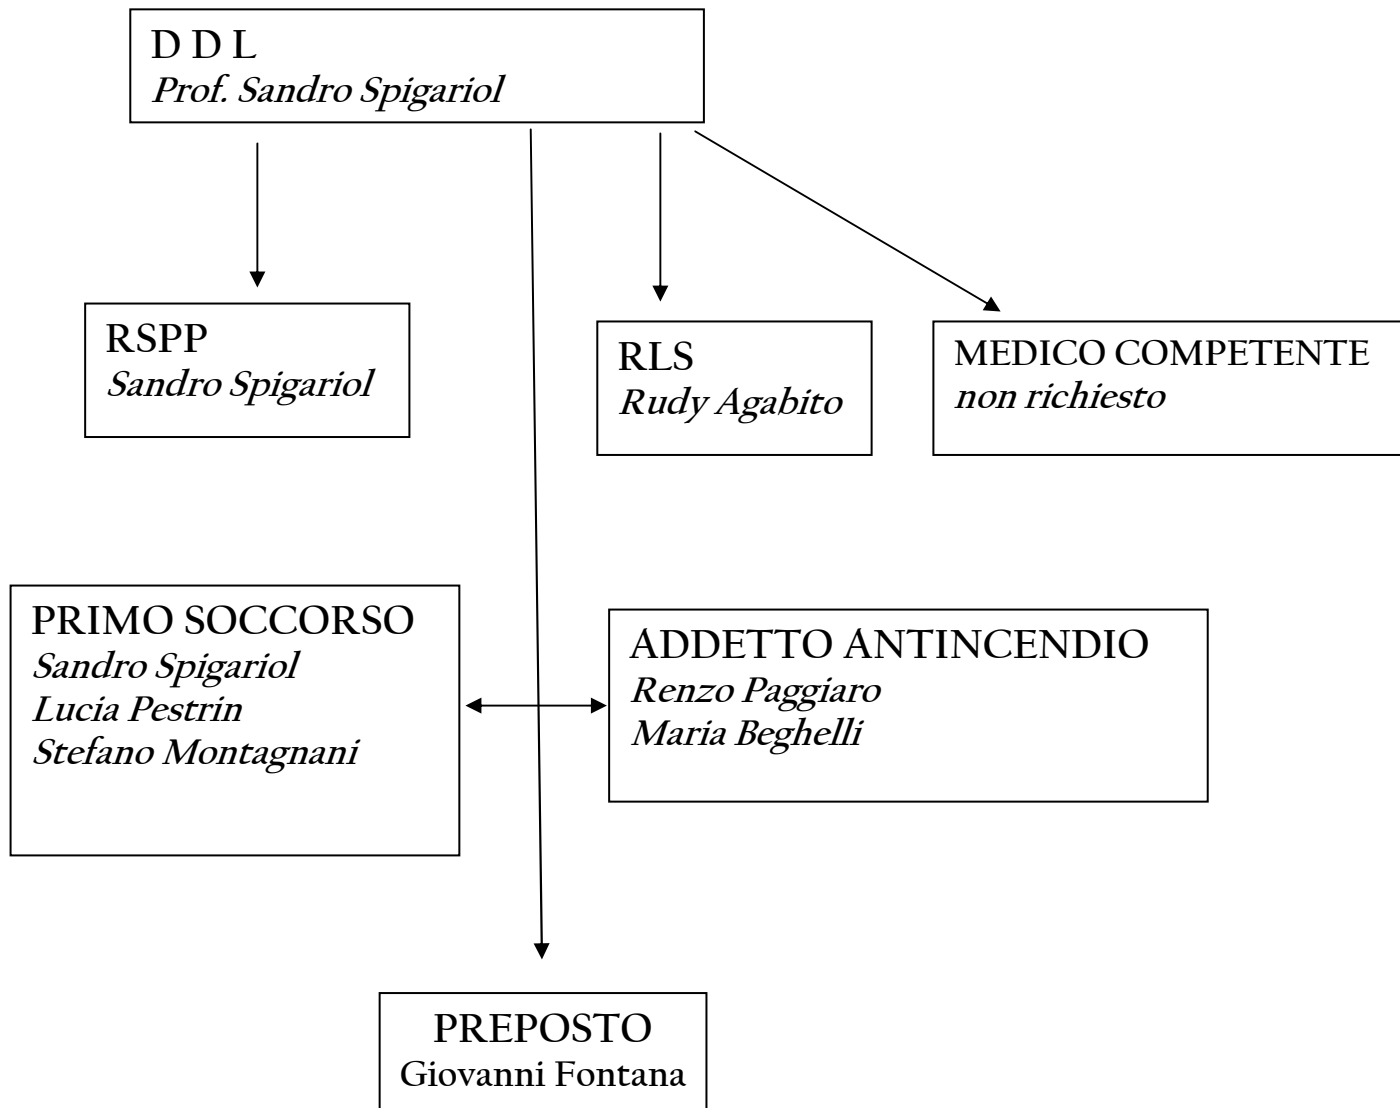 D D L
Prof. Sandro Spigariol
RSPP
Sandro Spigariol
RLS
Rudy Agabito
MEDICO COMPETENTE
non richiesto
PRIMO SOCCORSO
Sandro Spigariol
Lucia Pestrin
Stefano Montagnani
ADDETTO ANTINCENDIO
Renzo Paggiaro
Maria Beghelli
PREPOSTO
Giovanni Fontana